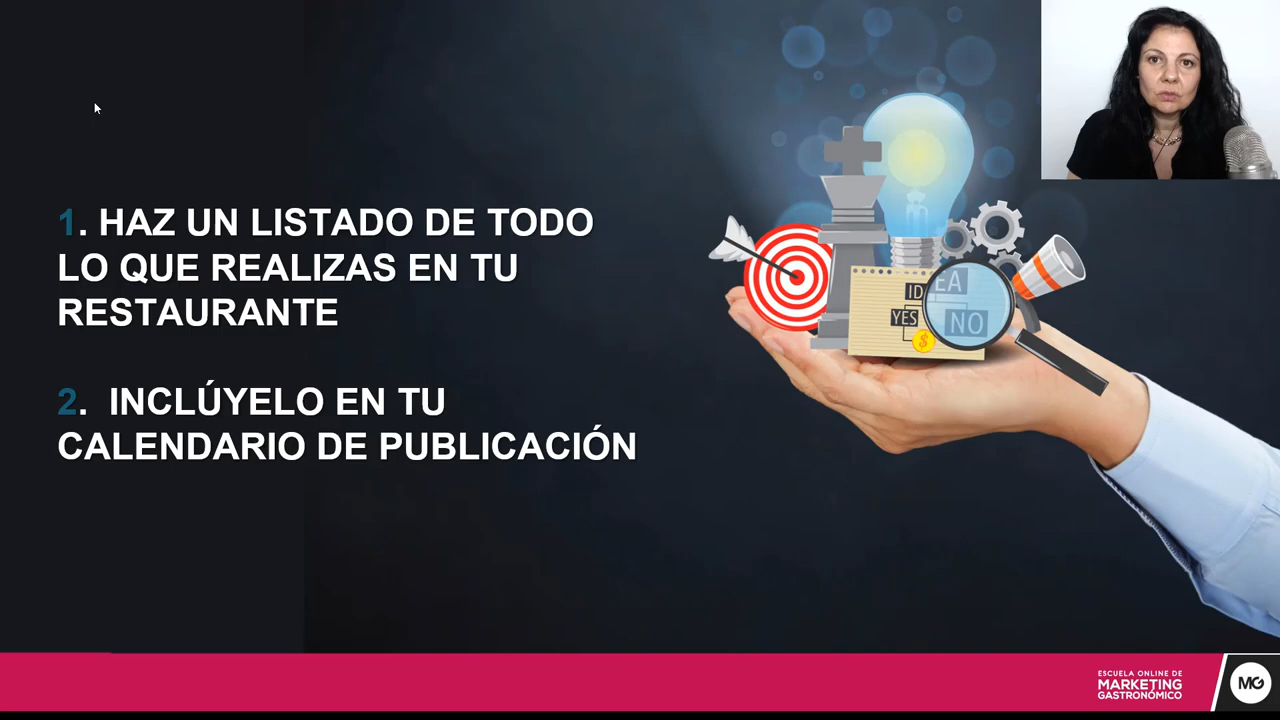 1. HAZ UN LISTADO DE TODO
LO QUE REALIZAS EN TU
RESTAURANTE
2. INCLÚYELO EN TU
CALENDARIO DE PUBLICACIÓN
IDEA
YES
NO
$
ESCUELA ONLINE DE
MARKETING
GASTRONÓMICO
MG